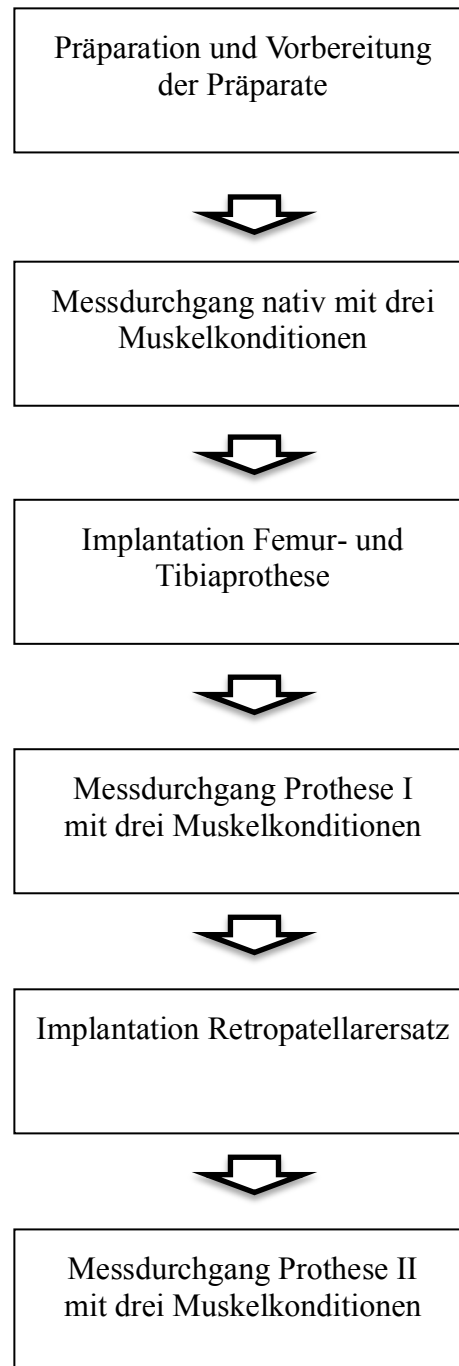 Präparation und Vorbereitung
der Präparate
Messdurchgang nativ mit drei
Muskelkonditionen
Implantation Femur- und
Tibiaprothese
Messdurchgang Prothese I
mit drei Muskelkonditionen
Implantation Retropatellarersatz
Messdurchgang Prothese II
mit drei Muskelkonditionen